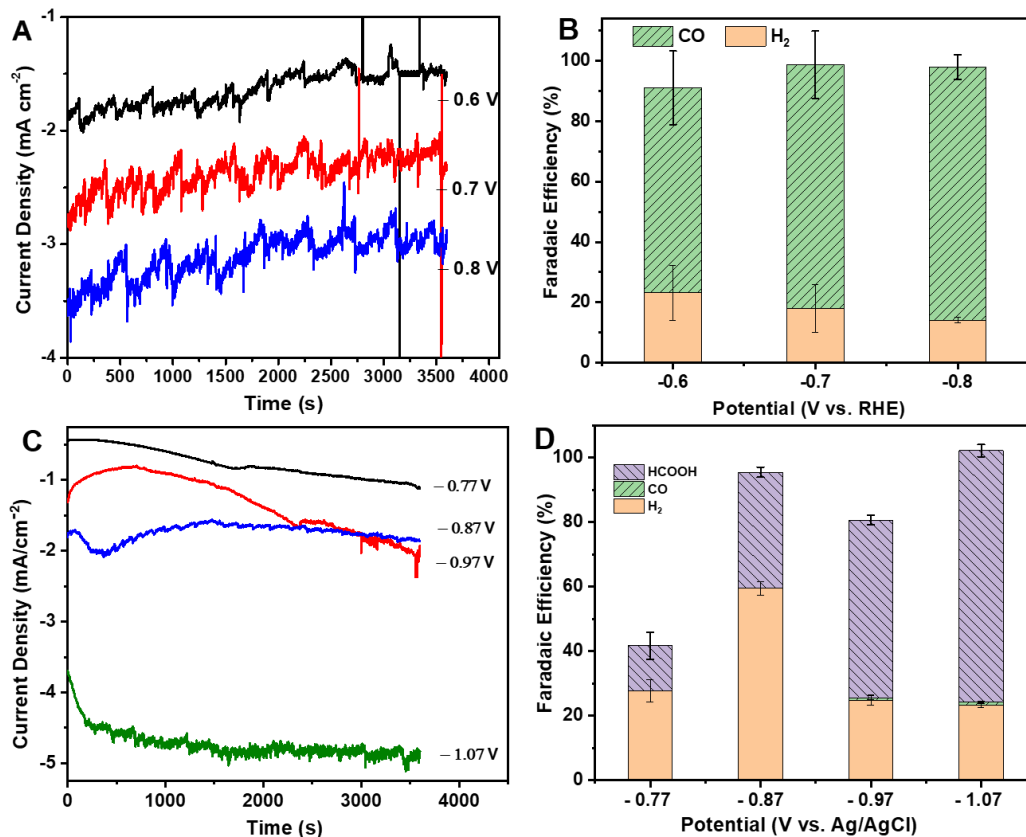 A
Current Density (mA cm⁻²)
-1
-2
-3
-4
0.6 V
0.7 V
0.8 V
0 500 1000 1500 2000 2500 3000 3500 4000
Time (s)
B
CO H₂
Faradaic Efficiency (%)
100
80
60
40
20
0
-0.6 -0.7 -0.8
Potential (V vs. RHE)
C
Current Density (mA/cm⁻²)
-1
-2
-3
-4
-5
−0.77 V
−0.87 V
−0.97 V
−1.07 V
0 1000 2000 3000 4000
Time (s)
D
HCOOH
CO
H₂
Faradaic Efficiency (%)
100
80
60
40
20
0
- 0.77 - 0.87 - 0.97 - 1.07
Potential (V vs. Ag/AgCl)